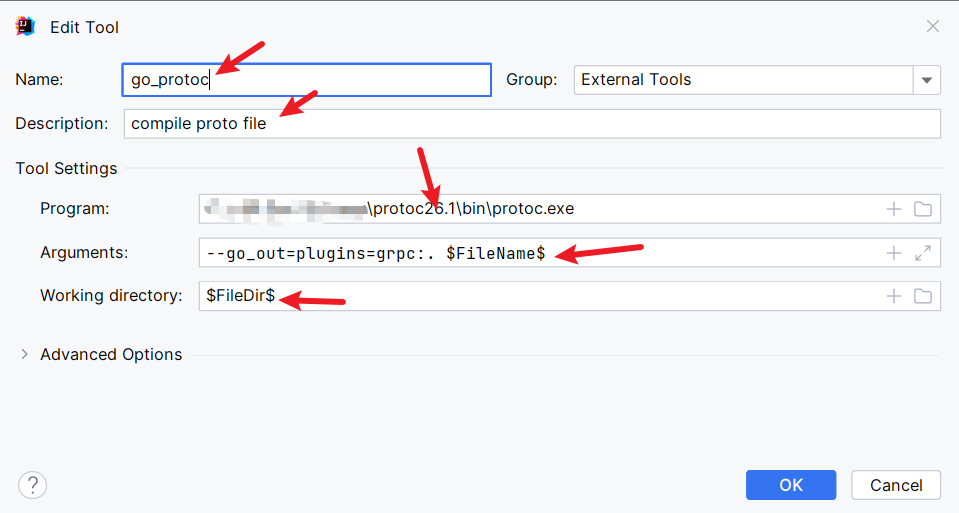 Edit Tool
Name: go_protoc Group: External Tools
Description: compile proto file
Tool Settings
Program: \protoc26.1\bin\protoc.exe
Arguments: --go_out=plugins=grpc:. $FileName$
Working directory: $FileDir$
Advanced Options
? OK Cancel